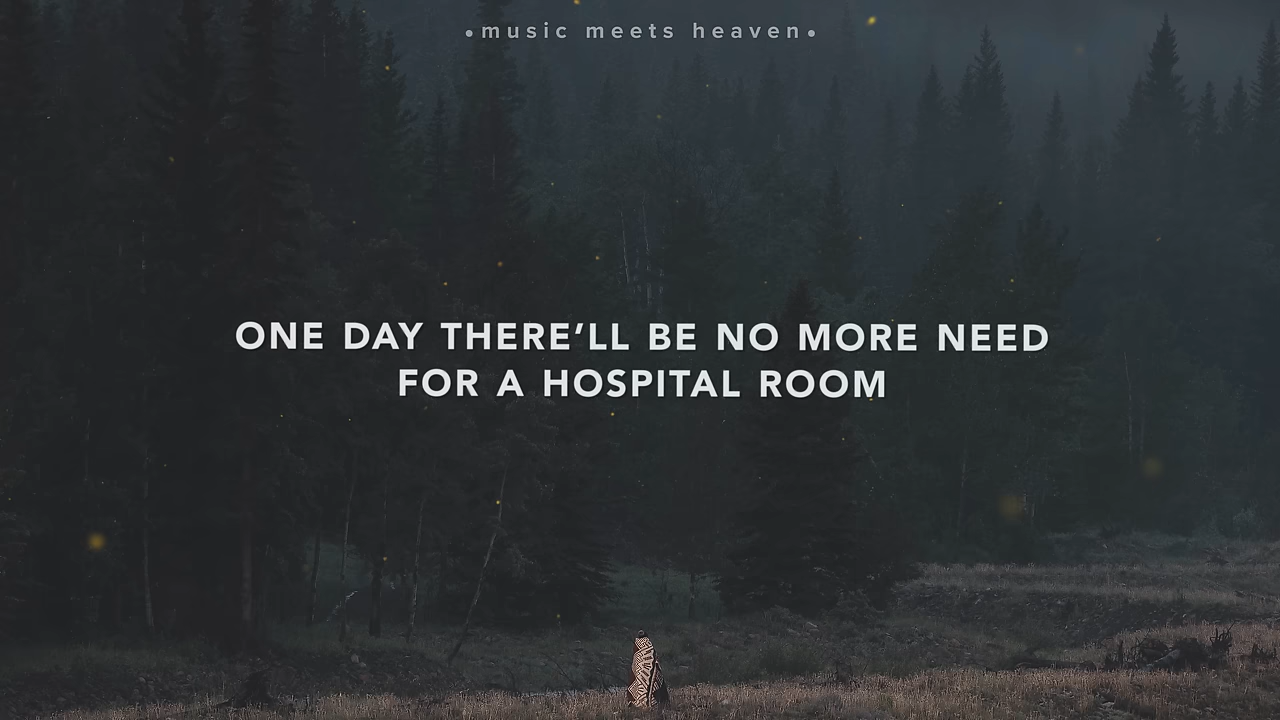 •music meets heaven•
ONE DAY THERE’LL BE NO MORE NEED
FOR A HOSPITAL ROOM